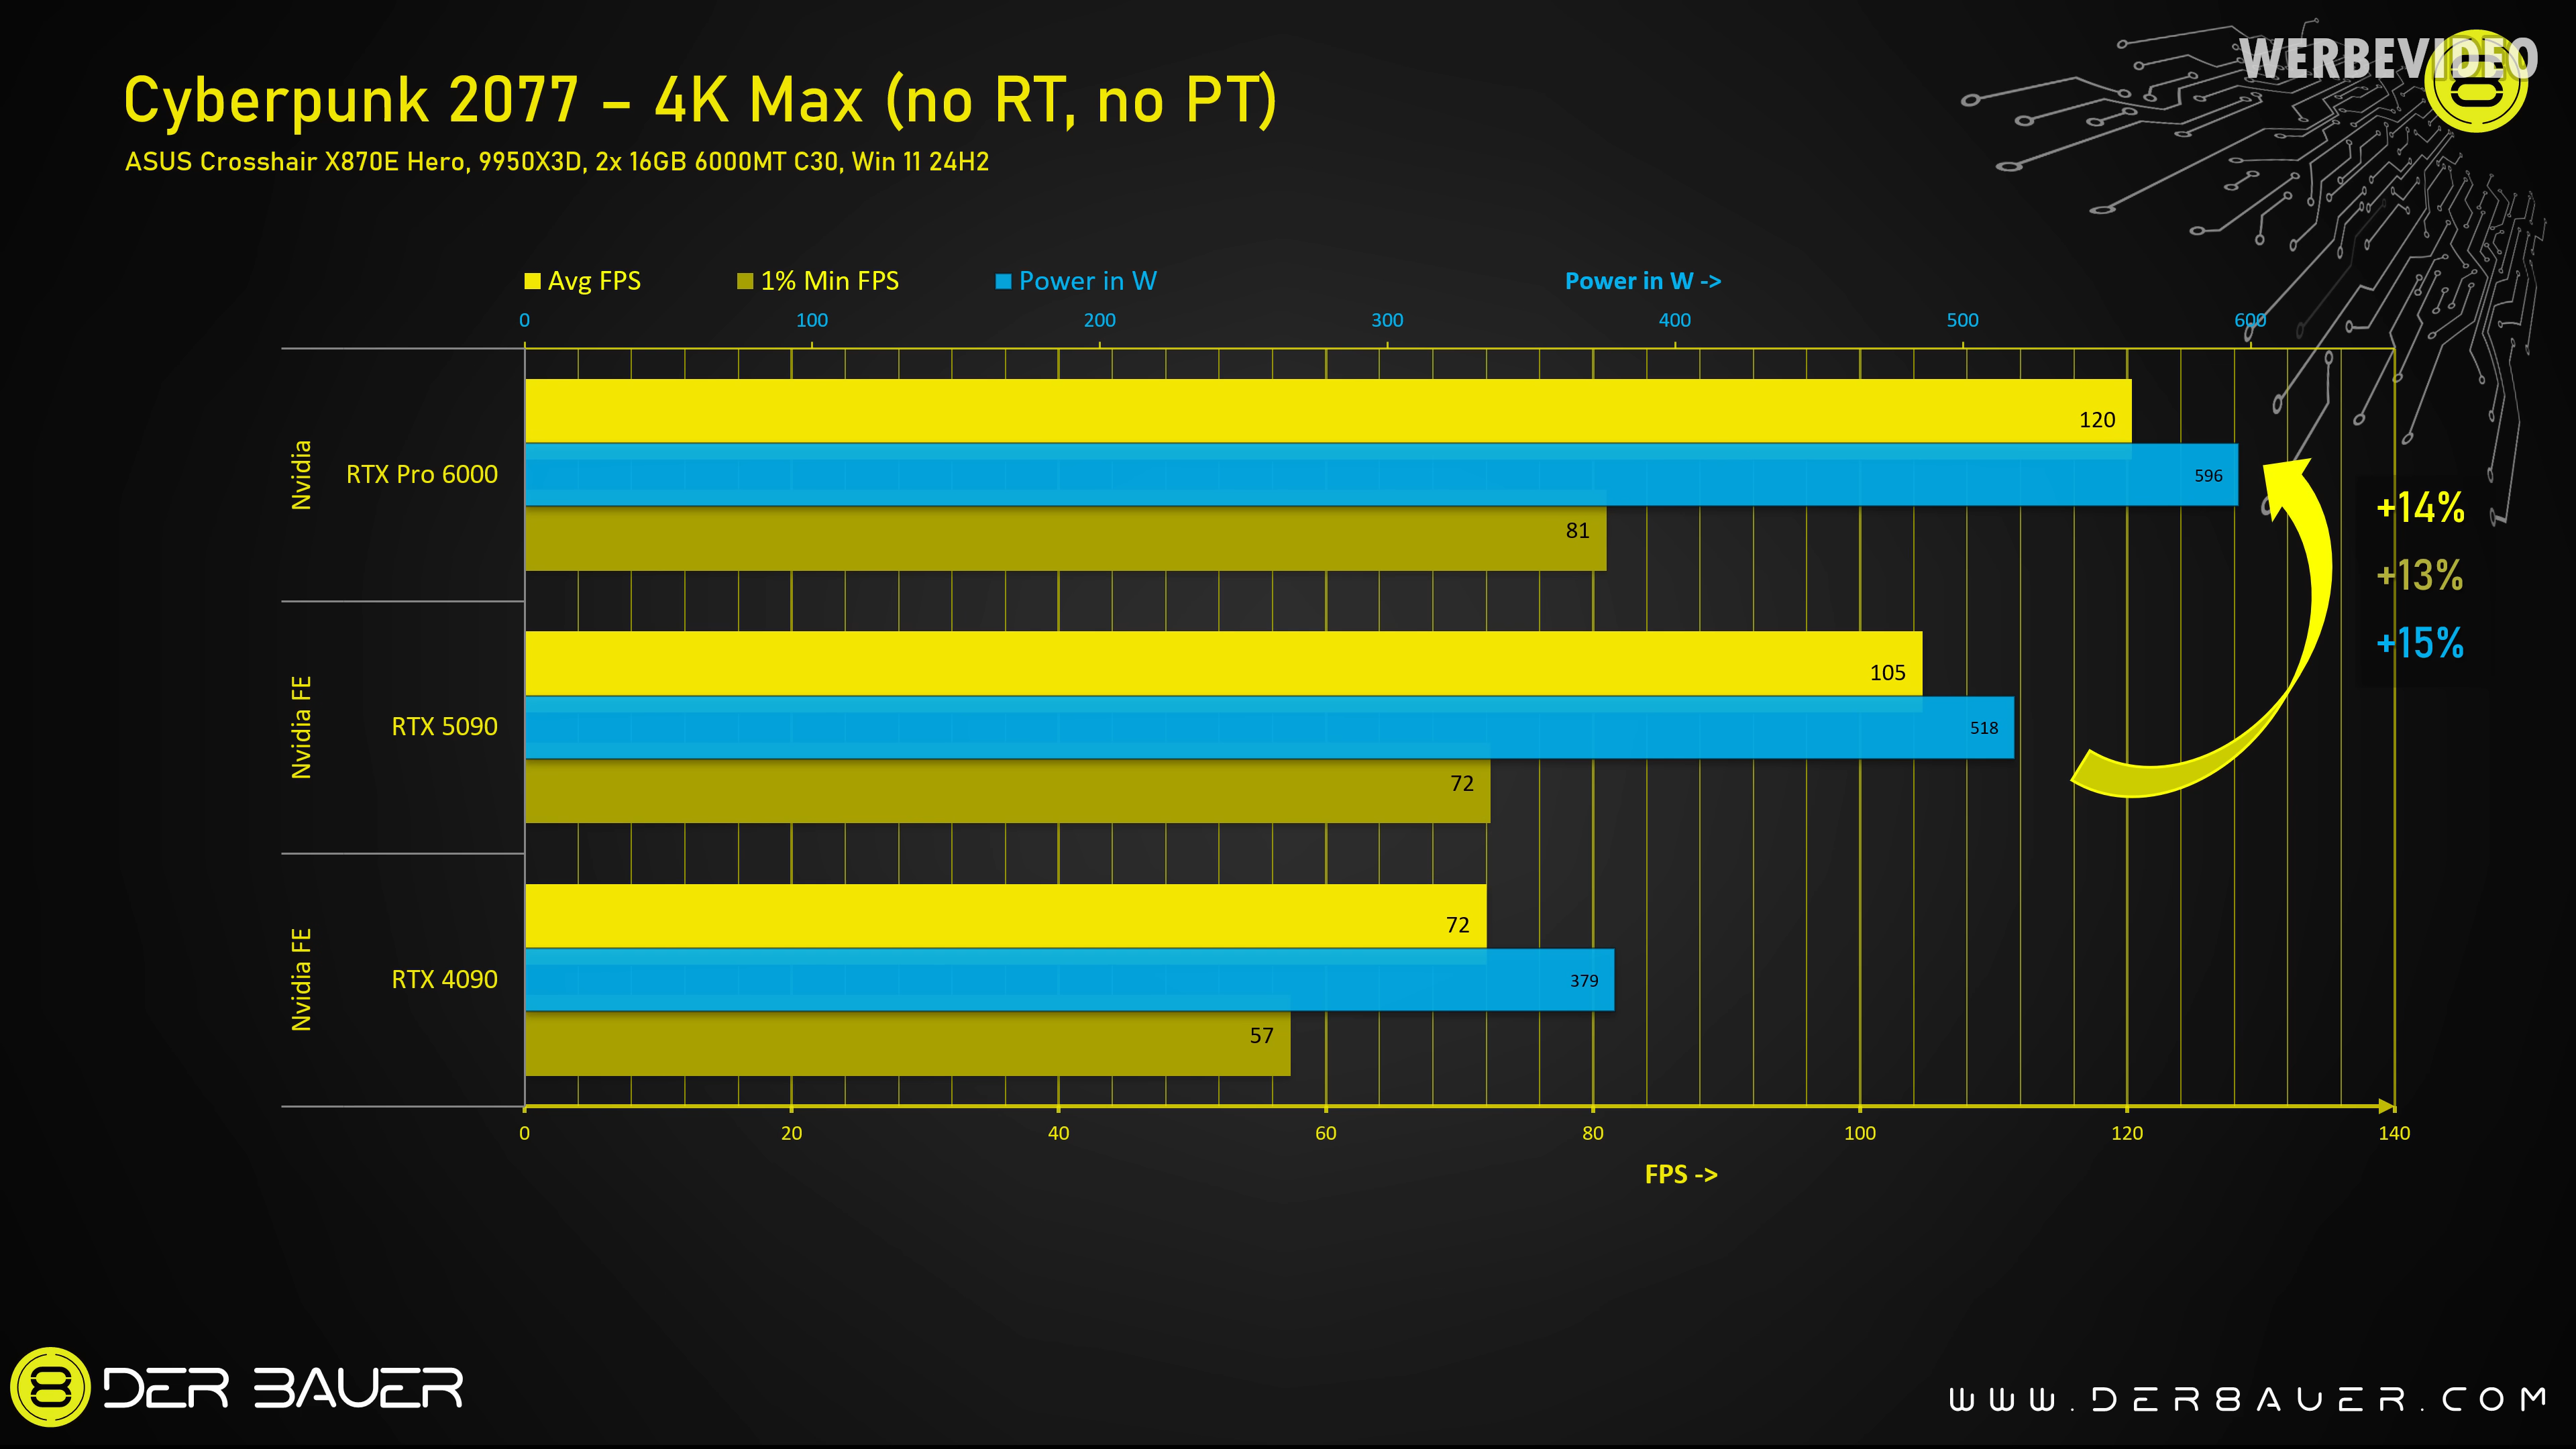 WERBEVIDEO
Cyberpunk 2077 – 4K Max (no RT, no PT)
ASUS Crosshair X870E Hero, 9950X3D, 2x 16GB 6000MT C30, Win 11 24H2
Avg FPS 1% Min FPS Power in W Power in W ->
0 100 200 300 400 500 600
Nvidia
RTX Pro 6000
120
596
81
+14%
+13%
+15%
Nvidia FE
RTX 5090
105
518
72
Nvidia FE
RTX 4090
72
379
57
0 20 40 60 80 100 120 140
FPS ->
DER 8AUER
WWW.DER8AUER.COM